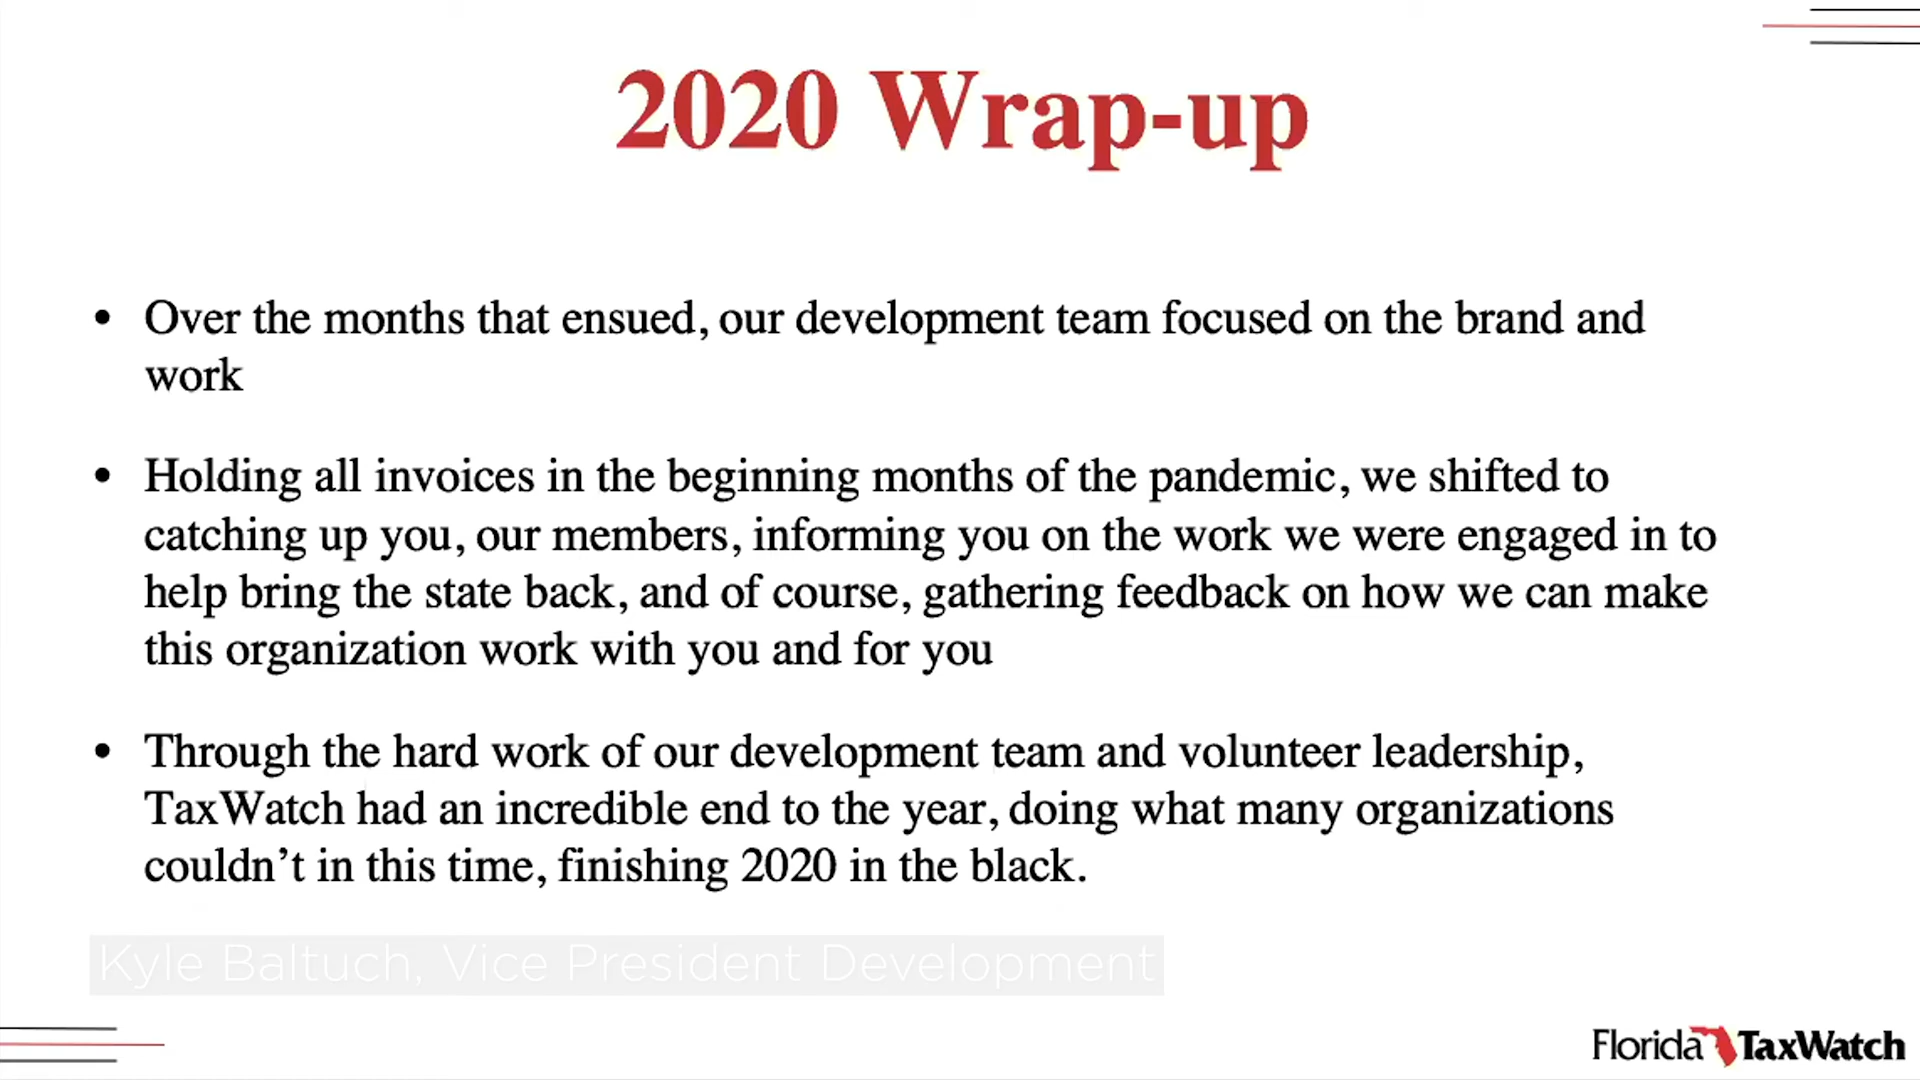 2020 Wrap-up
• Over the months that ensued, our development team focused on the brand and
work
• Holding all invoices in the beginning months of the pandemic, we shifted to
catching up you, our members, informing you on the work we were engaged in to
help bring the state back, and of course, gathering feedback on how we can make
this organization work with you and for you
• Through the hard work of our development team and volunteer leadership,
TaxWatch had an incredible end to the year, doing what many organizations
couldn’t in this time, finishing 2020 in the black.
Kyle Baltuch, Vice President Development
Florida TaxWatch